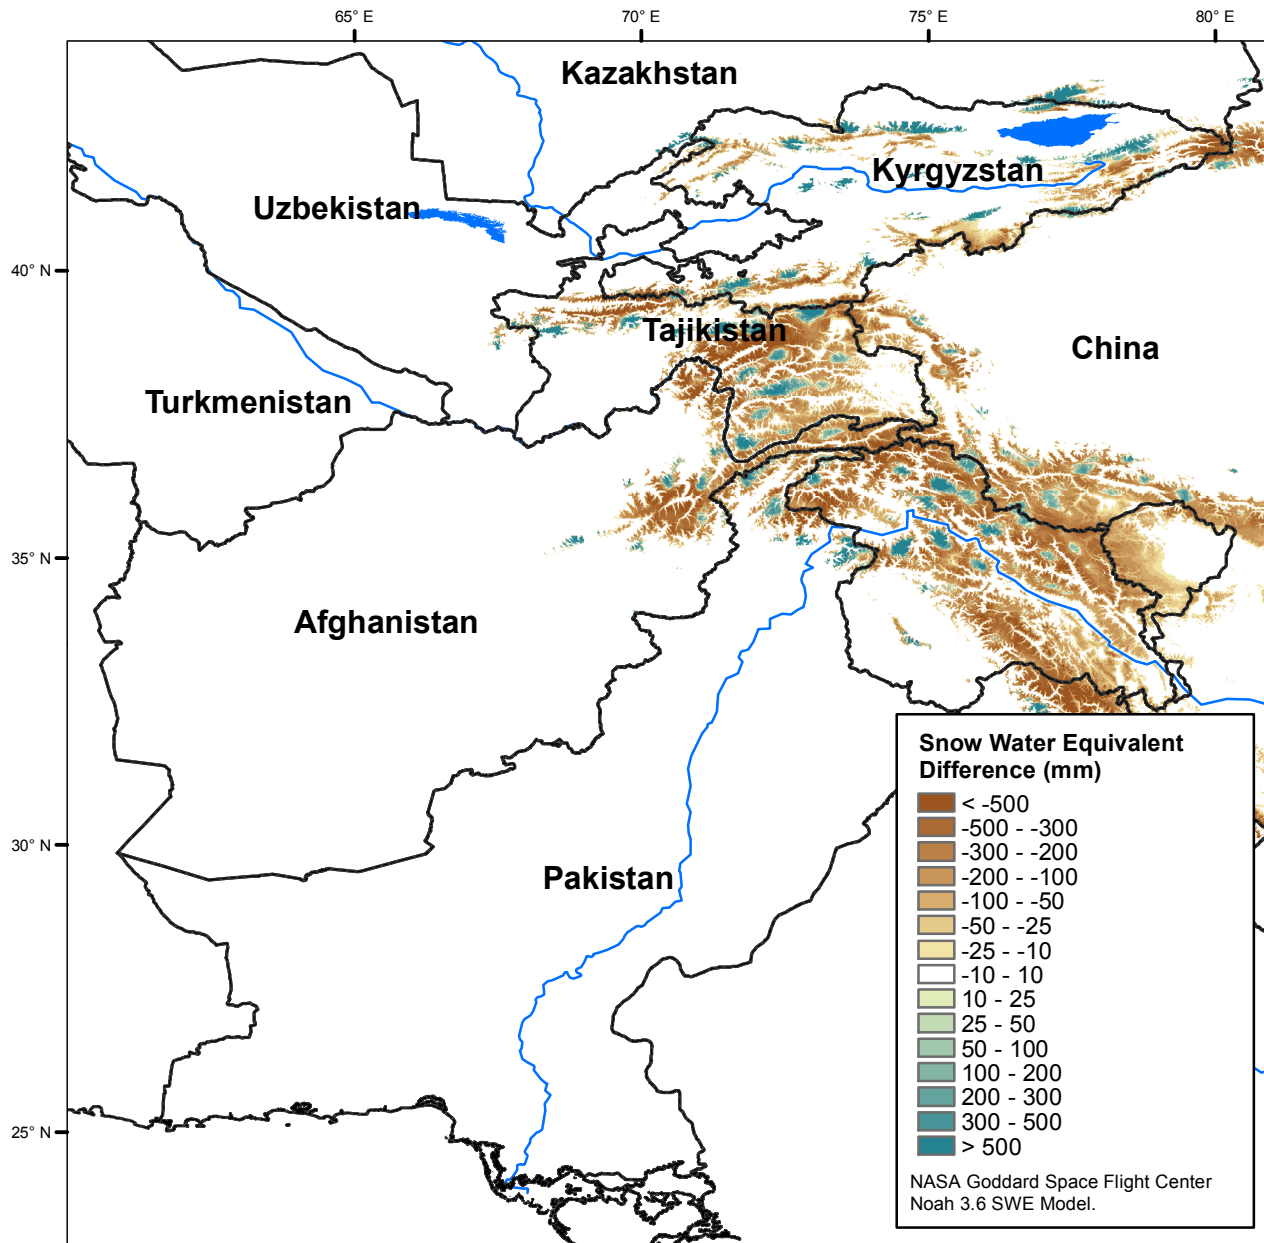 65° E
70° E
75° E
80° E
Kazakhstan
Kyrgyzstan
Uzbekistan
40° N
Tajikistan
China
Turkmenistan
35° N
Afghanistan
30° N
Pakistan
25° N
Snow Water Equivalent
Difference (mm)
< -500
-500 - -300
-300 - -200
-200 - -100
-100 - -50
-50 - -25
-25 - -10
-10 - 10
10 - 25
25 - 50
50 - 100
100 - 200
200 - 300
300 - 500
> 500
NASA Goddard Space Flight Center
Noah 3.6 SWE Model.